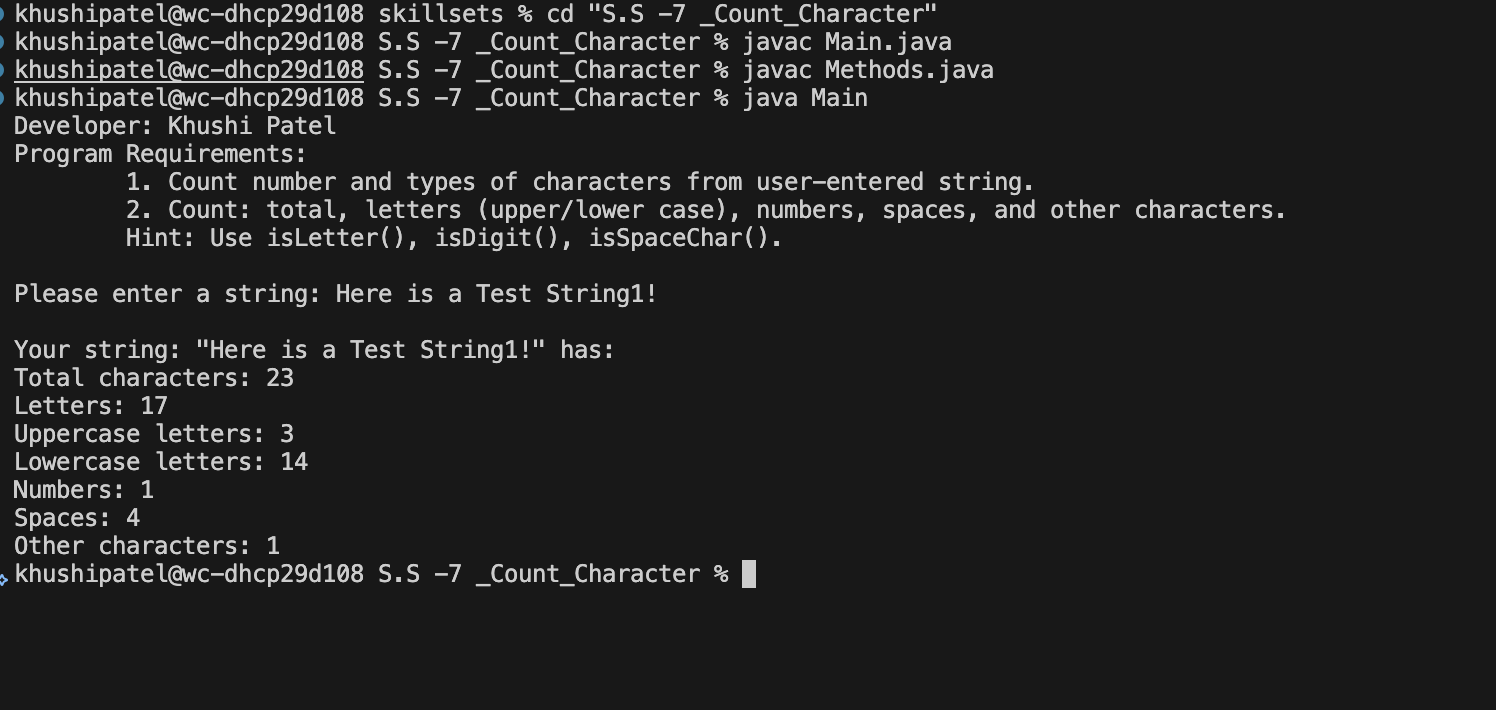 khushipatel@wc-dhcp29d108 skillsets % cd "S.S -7 _Count_Character"
khushipatel@wc-dhcp29d108 S.S -7 _Count_Character % javac Main.java
khushipatel@wc-dhcp29d108 S.S -7 _Count_Character % javac Methods.java
khushipatel@wc-dhcp29d108 S.S -7 _Count_Character % java Main
Developer: Khushi Patel
Program Requirements:
        1. Count number and types of characters from user-entered string.
        2. Count: total, letters (upper/lower case), numbers, spaces, and other characters.
        Hint: Use isLetter(), isDigit(), isSpaceChar().

Please enter a string: Here is a Test String1!

Your string: "Here is a Test String1!" has:
Total characters: 23
Letters: 17
Uppercase letters: 3
Lowercase letters: 14
Numbers: 1
Spaces: 4
Other characters: 1
khushipatel@wc-dhcp29d108 S.S -7 _Count_Character %